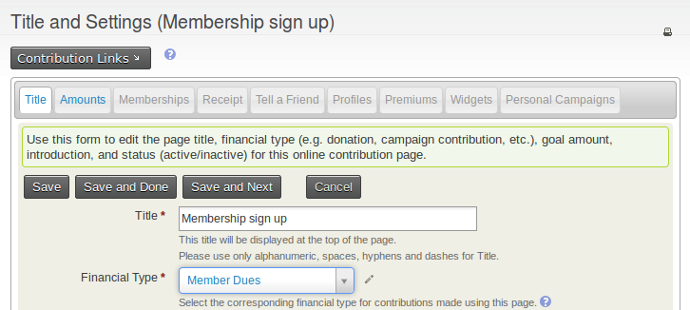 Title and Settings (Membership sign up)
Contribution Links
Title Amounts Memberships Receipt Tell a Friend Profiles Premiums Widgets Personal Campaigns
Use this form to edit the page title, financial type (e.g. donation, campaign contribution, etc.), goal amount,
introduction, and status (active/inactive) for this online contribution page.
Save Save and Done Save and Next Cancel
Title * Membership sign up
This title will be displayed at the top of the page.
Please use only alphanumeric, spaces, hyphens and dashes for Title.
Financial Type * Member Dues
Select the corresponding financial type for contributions made using this page.